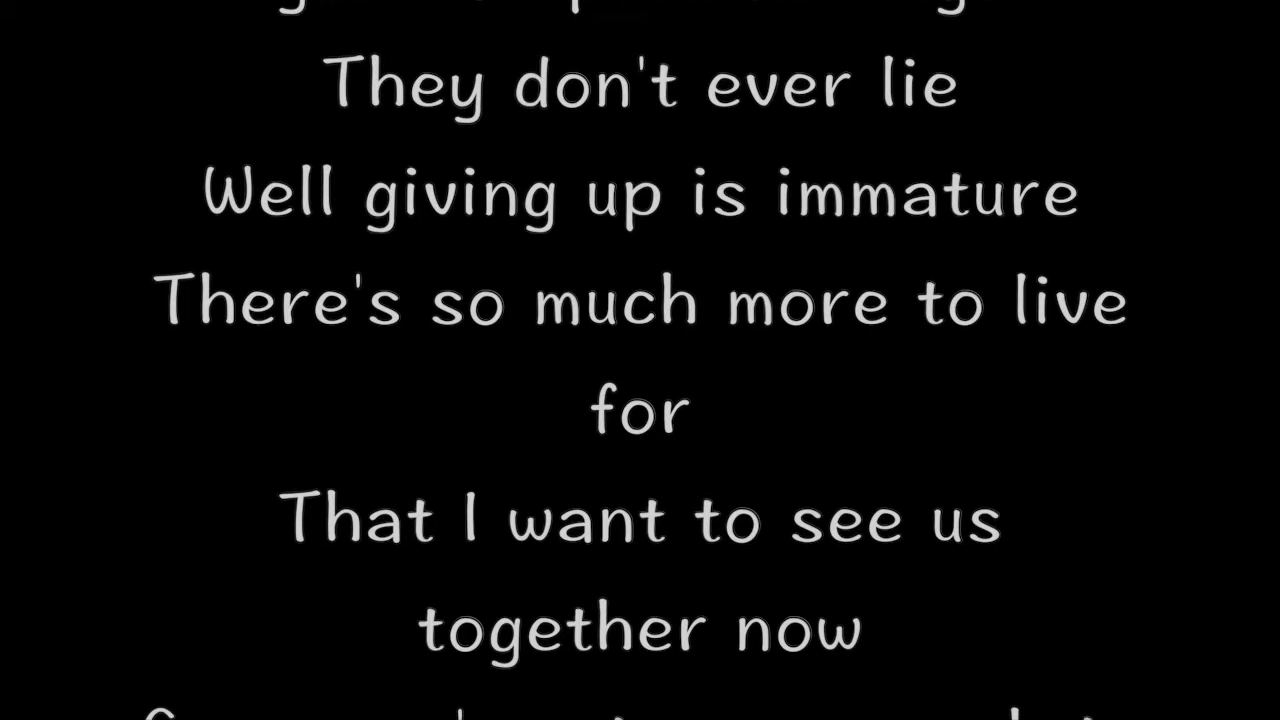 They don't ever lie
Well giving up is immature
There's so much more to live
for
That I want to see us
together now